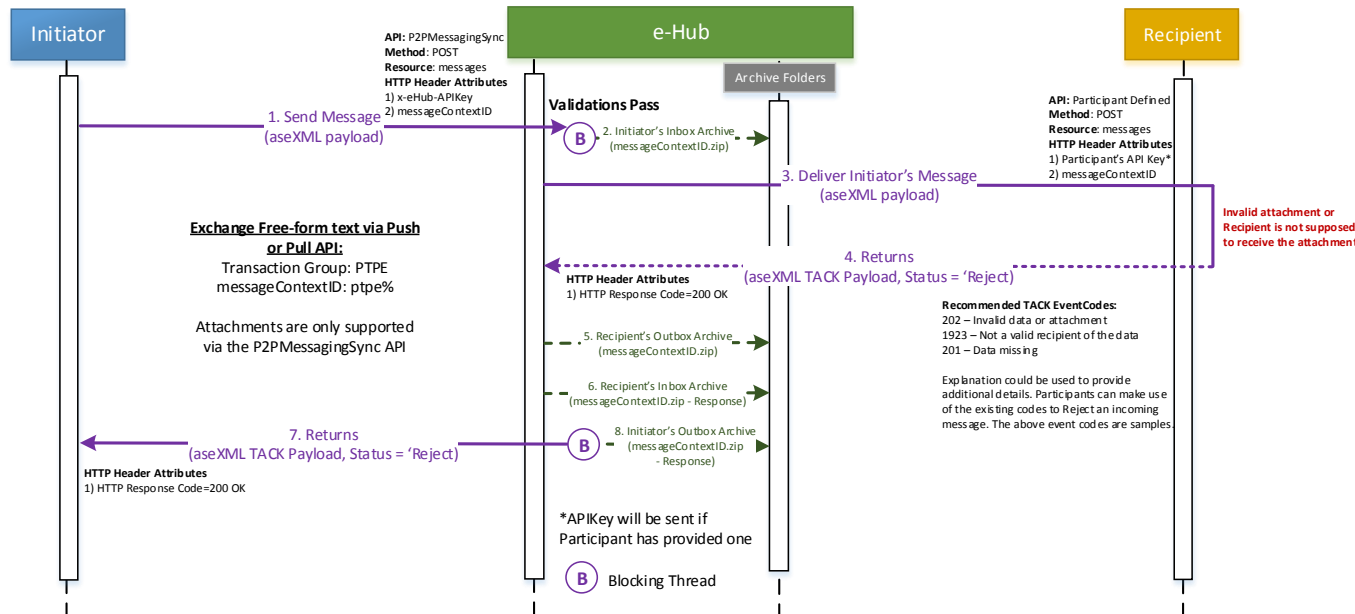 Initiator
e-Hub
Recipient
Archive Folders
API: P2PMessagingSync
Method: POST
Resource: messages
HTTP Header Attributes
1) x-eHub-APIKey
2) messageContextID
1. Send Message
(aseXML payload)
Validations Pass
B
2. Initiator's Inbox Archive
(messageContextID.zip)
API: Participant Defined
Method: POST
Resource: messages
HTTP Header Attributes
1) Participant's API Key*
2) messageContextID
3. Deliver Initiator's Message
(aseXML payload)
Invalid attachment or
Recipient is not supposed
to receive the attachment
Exchange Free-form text via Push
or Pull API:
Transaction Group: PTPE
messageContextID: ptpe%
Attachments are only supported
via the P2PMessagingSync API
4. Returns
(aseXML TACK Payload, Status = 'Reject)
HTTP Header Attributes
1) HTTP Response Code=200 OK
Recommended TACK EventCodes:
202 – Invalid data or attachment
1923 – Not a valid recipient of the data
201 – Data missing
Explanation could be used to provide
additional details. Participants can make use
of the existing codes to Reject an incoming
message. The above event codes are samples.
5. Recipient's Outbox Archive
(messageContextID.zip)
6. Recipient's Inbox Archive
(messageContextID.zip - Response)
7. Returns
(aseXML TACK Payload, Status = 'Reject)
B
8. Initiator's Outbox Archive
(messageContextID.zip
- Response)
HTTP Header Attributes
1) HTTP Response Code=200 OK
*APIKey will be sent if
Participant has provided one
B
Blocking Thread